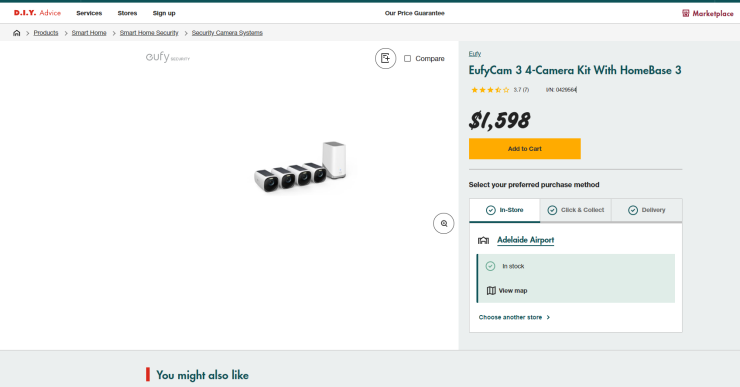 D.I.Y. Advice Services Stores Sign up Our Price Guarantee Marketplace
Products > Smart Home > Smart Home Security > Security Camera Systems
eufy SECURITY
Compare
Eufy
EufyCam 3 4-Camera Kit With HomeBase 3
3.7 (7) I/N: 0429564
$1,598
Add to Cart
Select your preferred purchase method
In-Store Click & Collect Delivery
Adelaide Airport
In stock
View map
Choose another store >
You might also like